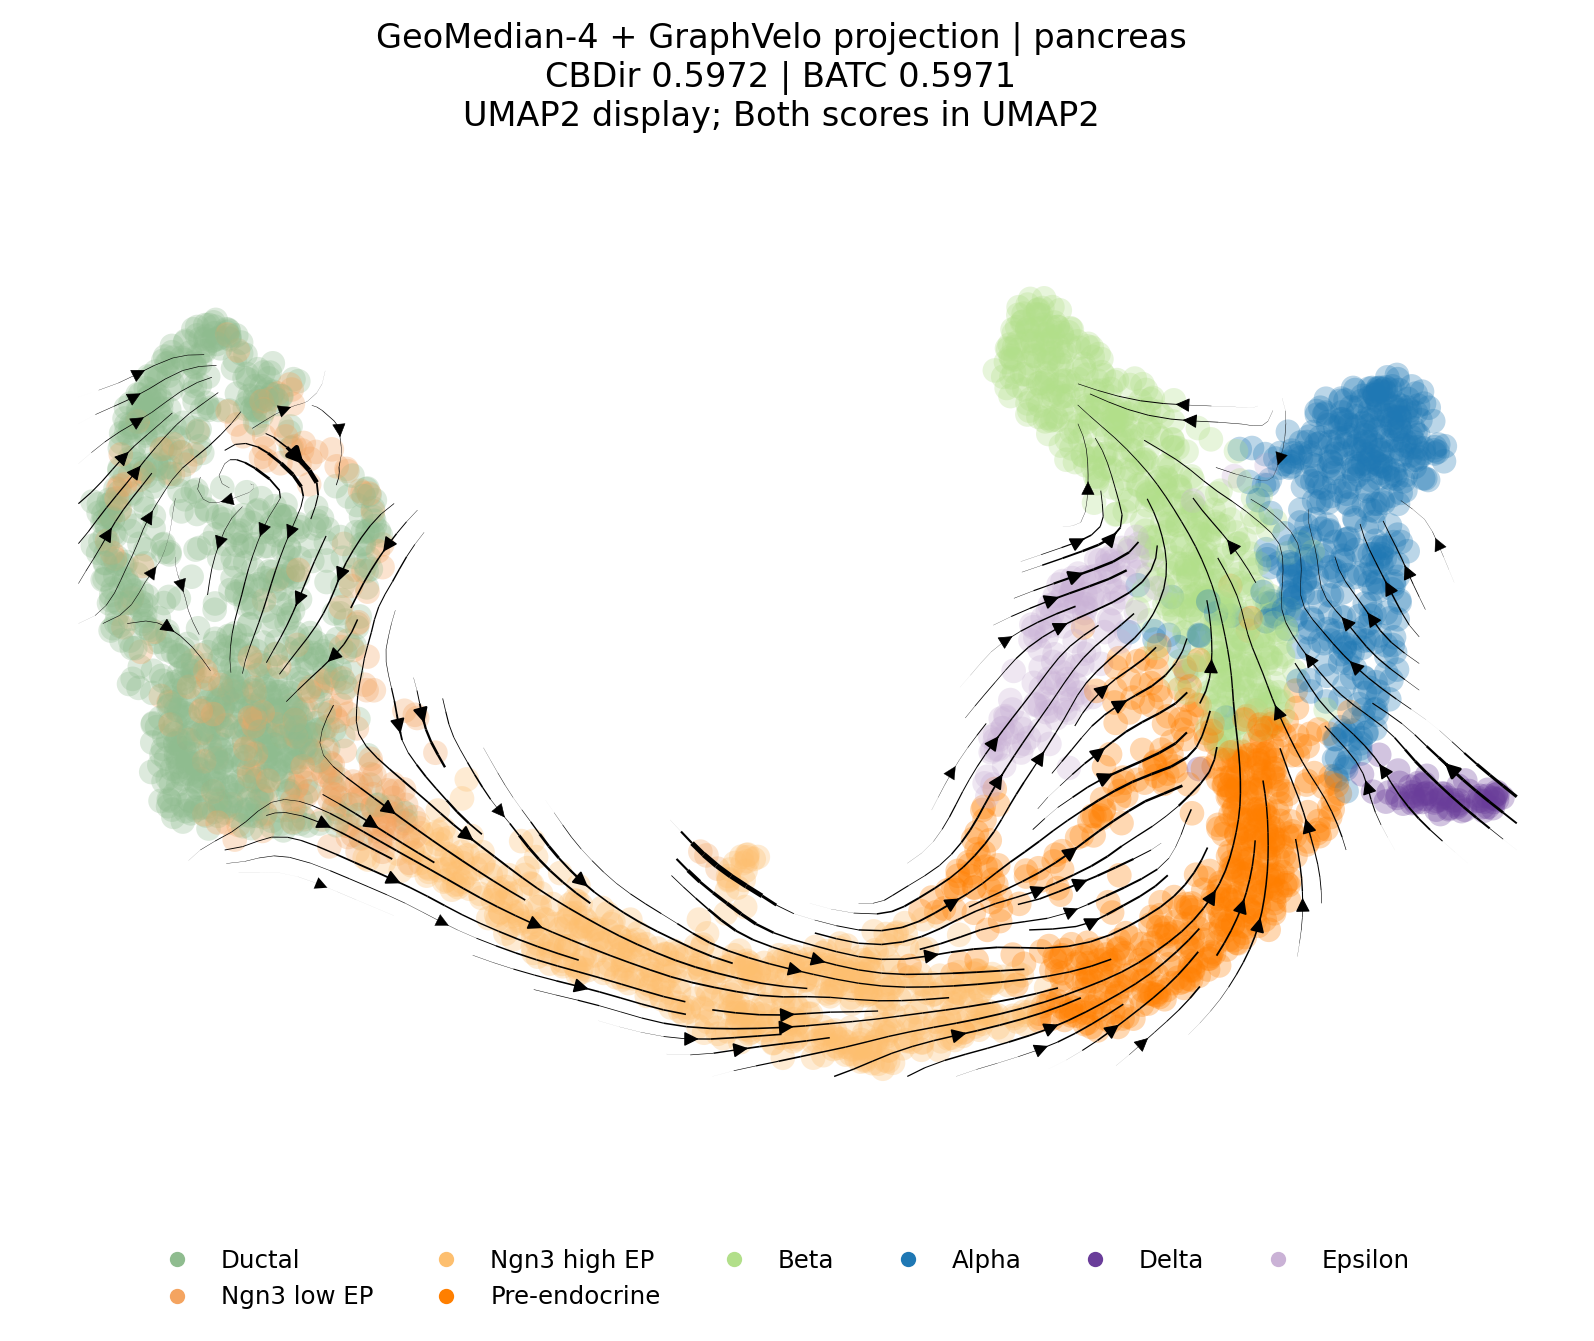 GeoMedian-4 + GraphVelo projection | pancreas
CBDir 0.5972 | BATC 0.5971
UMAP2 display; Both scores in UMAP2
Ductal
Ngn3 low EP
Ngn3 high EP
Pre-endocrine
Beta
Alpha
Delta
Epsilon